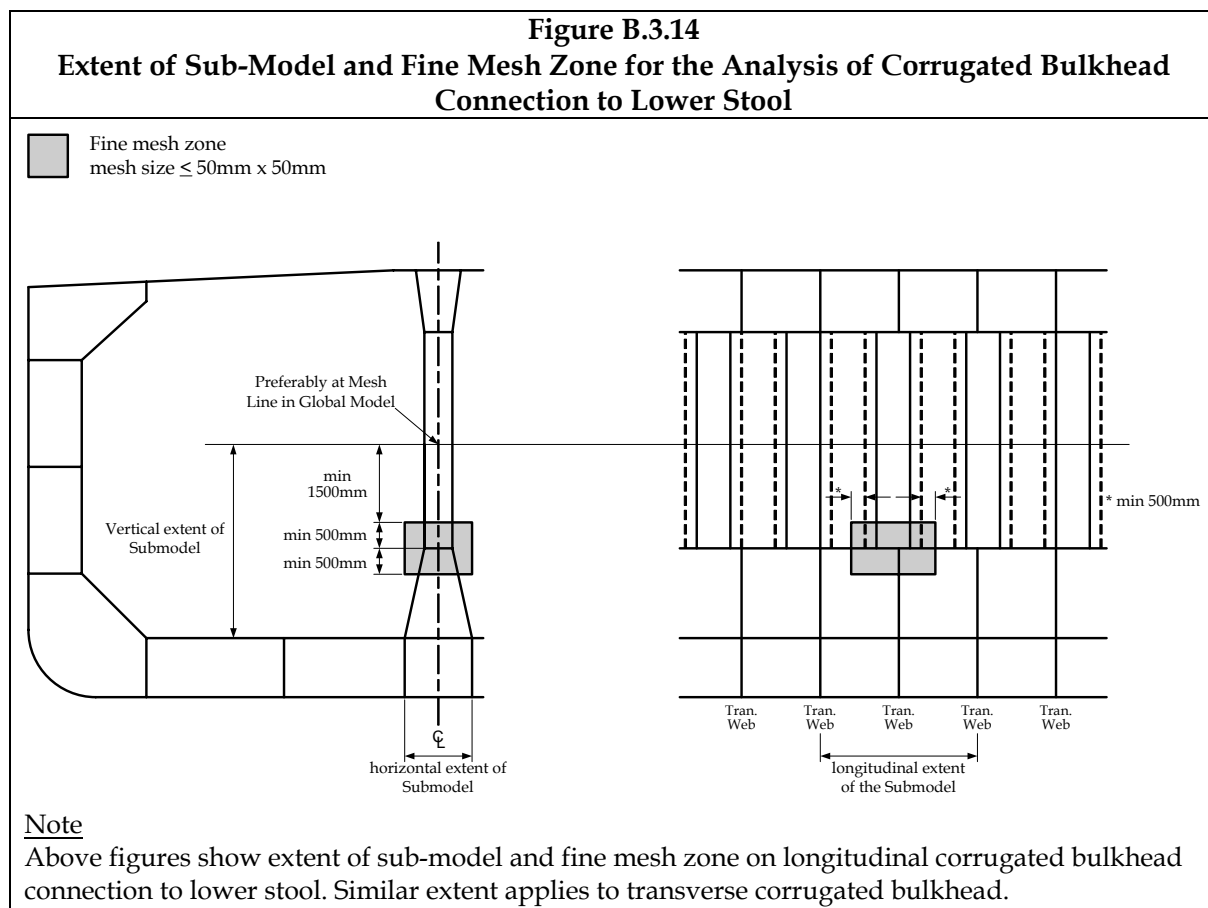 Figure B.3.14
Extent of Sub-Model and Fine Mesh Zone for the Analysis of Corrugated Bulkhead
Connection to Lower Stool
Fine mesh zone
mesh size ≤ 50mm x 50mm
Preferably at Mesh
Line in Global Model
min
1500mm
Vertical extent of
Submodel
min 500mm
min 500mm
℄
horizontal extent of
Submodel
*
*
* min 500mm
Tran.
Web
Tran.
Web
Tran.
Web
Tran.
Web
Tran.
Web
longitudinal extent
of the Submodel
Note
Above figures show extent of sub-model and fine mesh zone on longitudinal corrugated bulkhead
connection to lower stool. Similar extent applies to transverse corrugated bulkhead.